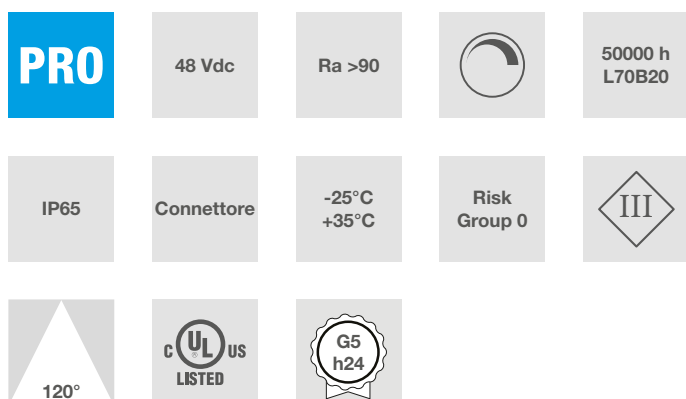 PRO
48 Vdc
Ra >90
50000 h
L70B20
IP65
Connettore
-25°C
+35°C
Risk
Group 0
III
120°
C UL ® US
LISTED
G5
h24